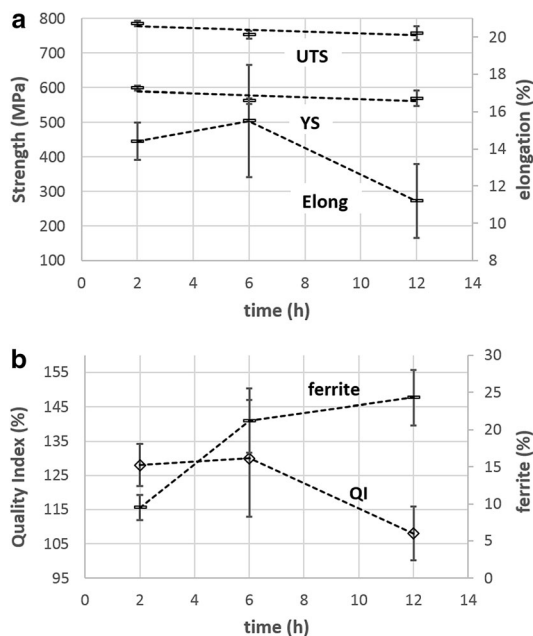 a
800
700
600
500
400
300
200
100
Strength (MPa)
UTS
YS
Elong
20
18
16
14
12
10
8
elongation (%)
0 2 4 6 8 10 12 14
time (h)
b
155
145
135
125
115
105
95
Quality Index (%)
ferrite
QI
30
25
20
15
10
5
0
ferrite (%)
0 2 4 6 8 10 12 14
time (h)